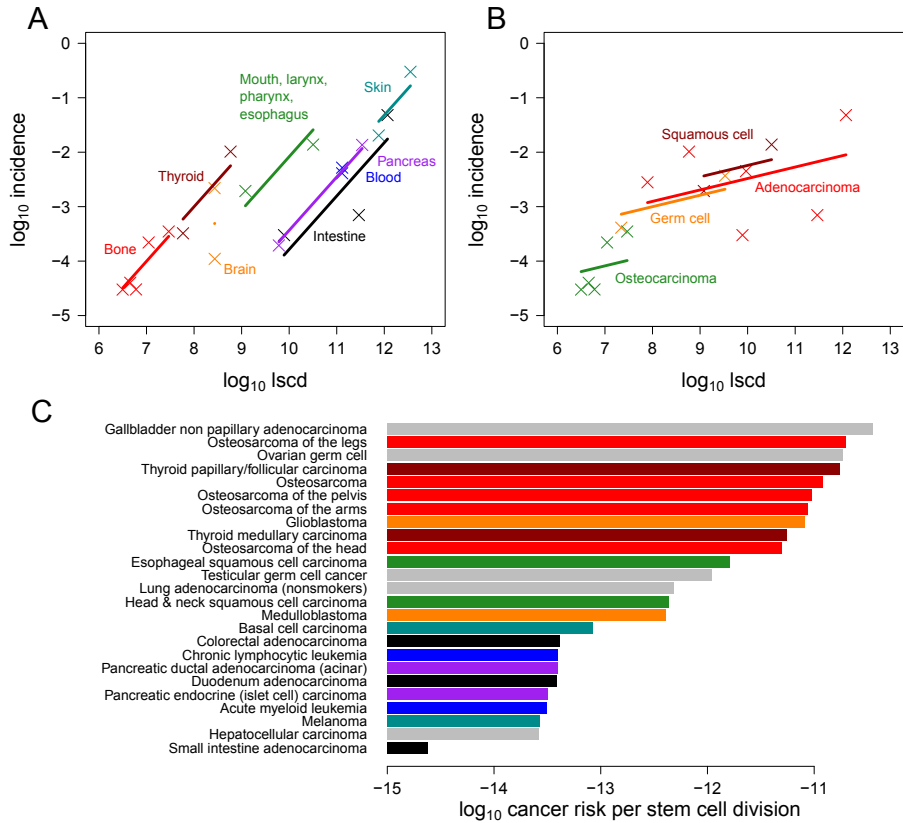 A
log10 incidence
0
−1
−2
−3
−4
−5
Mouth, larynx,
pharynx,
esophagus
Skin
Thyroid
Pancreas
Blood
Bone
Intestine
Brain
6 7 8 9 10 11 12 13
log10 lscd
B
log10 incidence
0
−1
−2
−3
−4
−5
Squamous cell
Adenocarcinoma
Germ cell
Osteocarcinoma
6 7 8 9 10 11 12 13
log10 lscd
C
Gallbladder non papillary adenocarcinoma
Osteosarcoma of the legs
Ovarian germ cell
Thyroid papillary/follicular carcinoma
Osteosarcoma
Osteosarcoma of the pelvis
Osteosarcoma of the arms
Glioblastoma
Thyroid medullary carcinoma
Osteosarcoma of the head
Esophageal squamous cell carcinoma
Testicular germ cell cancer
Lung adenocarcinoma (nonsmokers)
Head & neck squamous cell carcinoma
Medulloblastoma
Basal cell carcinoma
Colorectal adenocarcinoma
Chronic lymphocytic leukemia
Pancreatic ductal adenocarcinoma (acinar)
Duodenum adenocarcinoma
Pancreatic endocrine (islet cell) carcinoma
Acute myeloid leukemia
Melanoma
Hepatocellular carcinoma
Small intestine adenocarcinoma
−15 −14 −13 −12 −11
log10 cancer risk per stem cell division